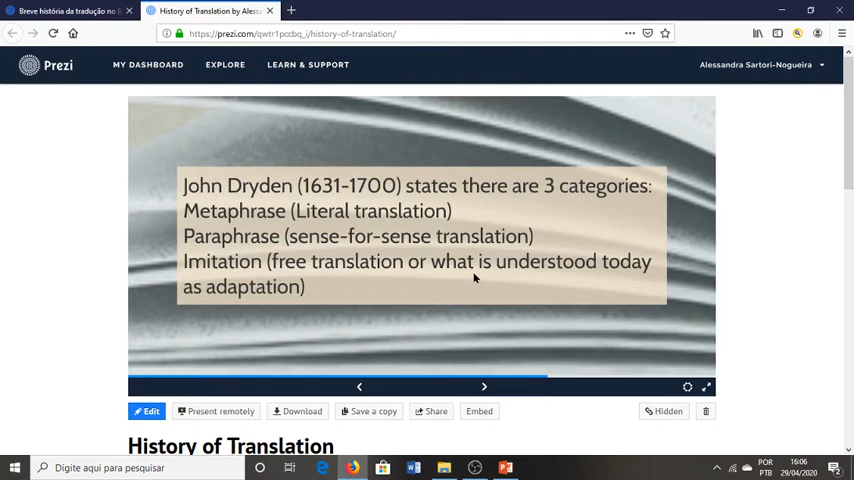 Breve história da tradução no B
History of Translation by Aless
https://prezi.com/qwtr1pccbq_i/history-of-translation/
Prezi
MY DASHBOARD
EXPLORE
LEARN & SUPPORT
Alessandra Sartori-Nogueira
John Dryden (1631-1700) states there are 3 categories:
Metaphrase (Literal translation)
Paraphrase (sense-for-sense translation)
Imitation (free translation or what is understood today
as adaptation)
Edit
Present remotely
Download
Save a copy
Share
Embed
Hidden
History of Translation
Digite aqui para pesquisar
POR
PTB
16:06
29/04/2020
2